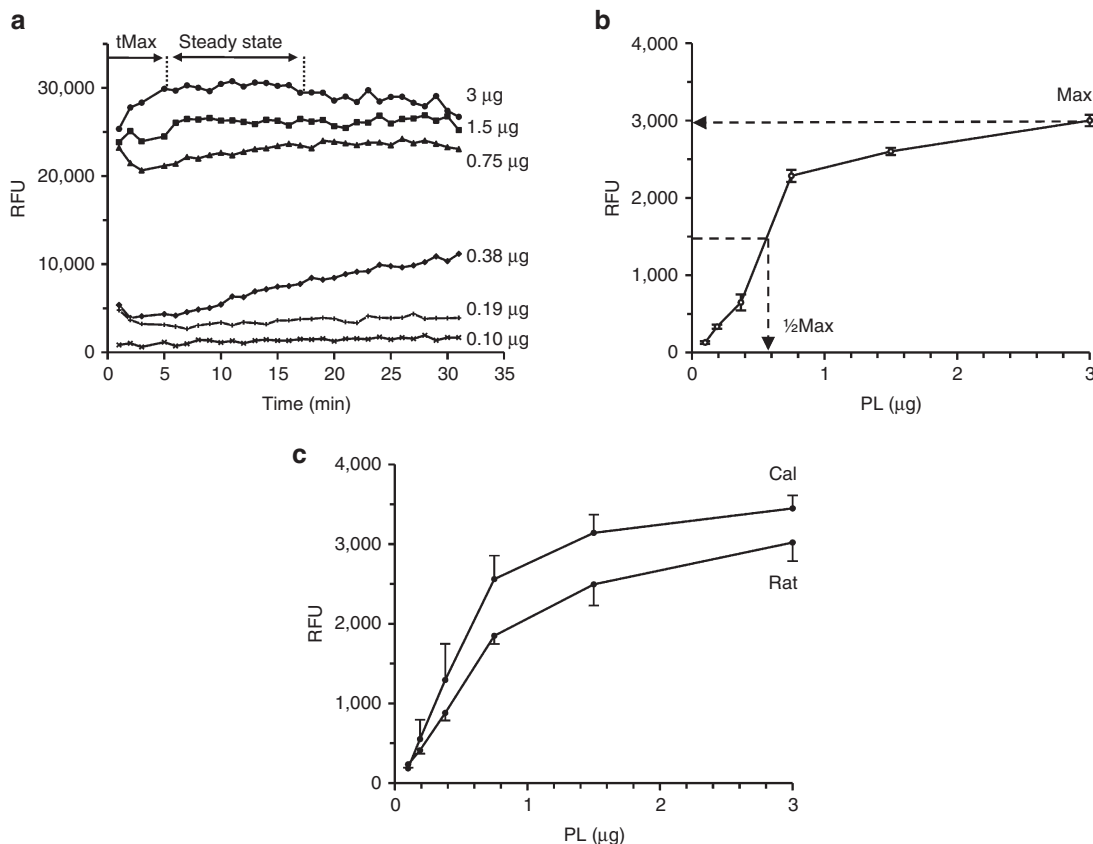 a
tMax
Steady state
30,000
20,000
10,000
0
RFU
3 μg
1.5 μg
0.75 μg
0.38 μg
0.19 μg
0.10 μg
0 5 10 15 20 25 30 35
Time (min)
b
4,000
3,000
2,000
1,000
0
RFU
Max
½Max
0 1 2 3
PL (μg)
c
4,000
3,000
2,000
1,000
0
RFU
Cal
Rat
0 1 2 3
PL (μg)